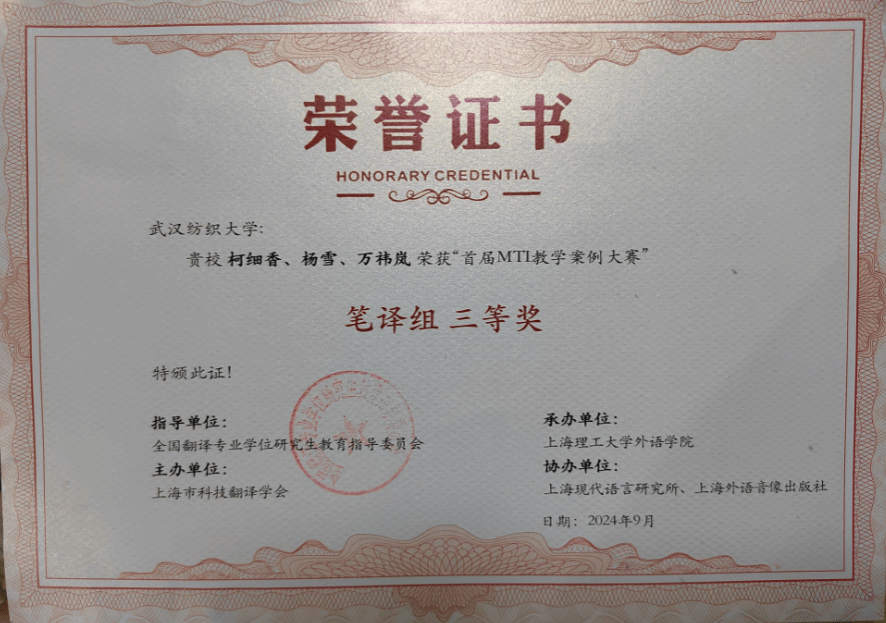 荣誉证书
HONORARY CREDENTIAL
武汉纺织大学:
贵校 柯细香、杨雪、万祎岚 荣获“首届MTI教学案例大赛”
笔译组 三等奖
特颁此证!
指导单位:
全国翻译专业学位研究生教育指导委员会
主办单位:
上海市科技翻译学会
承办单位:
上海理工大学外语学院
协办单位:
上海现代语言研究所、上海外语音像出版社
日期: 2024年9月